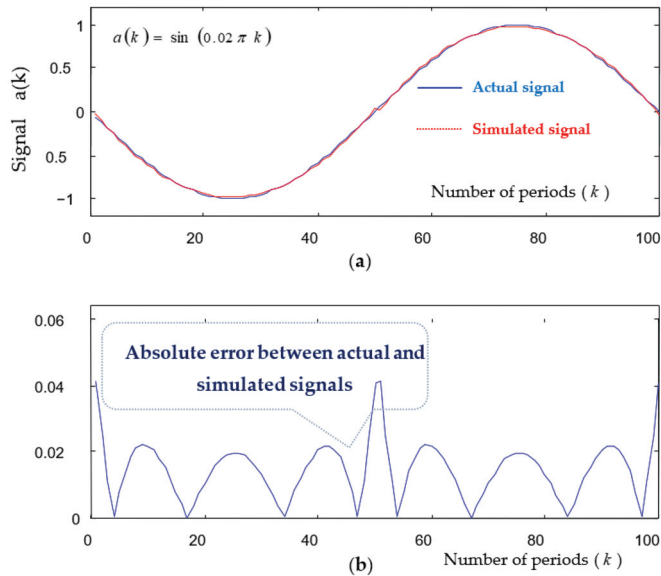 a(k) = sin (0.02 π k)
1
0.5
0
0.5
−1
Signal a(k)
Actual signal
Simulated signal
Number of periods (k)
0 20 40 60 80 100
(a)
0.06
0.04
0.02
0
Absolute error between actual and
simulated signals
0 20 40 60 80 100
Number of periods (k)
(b)